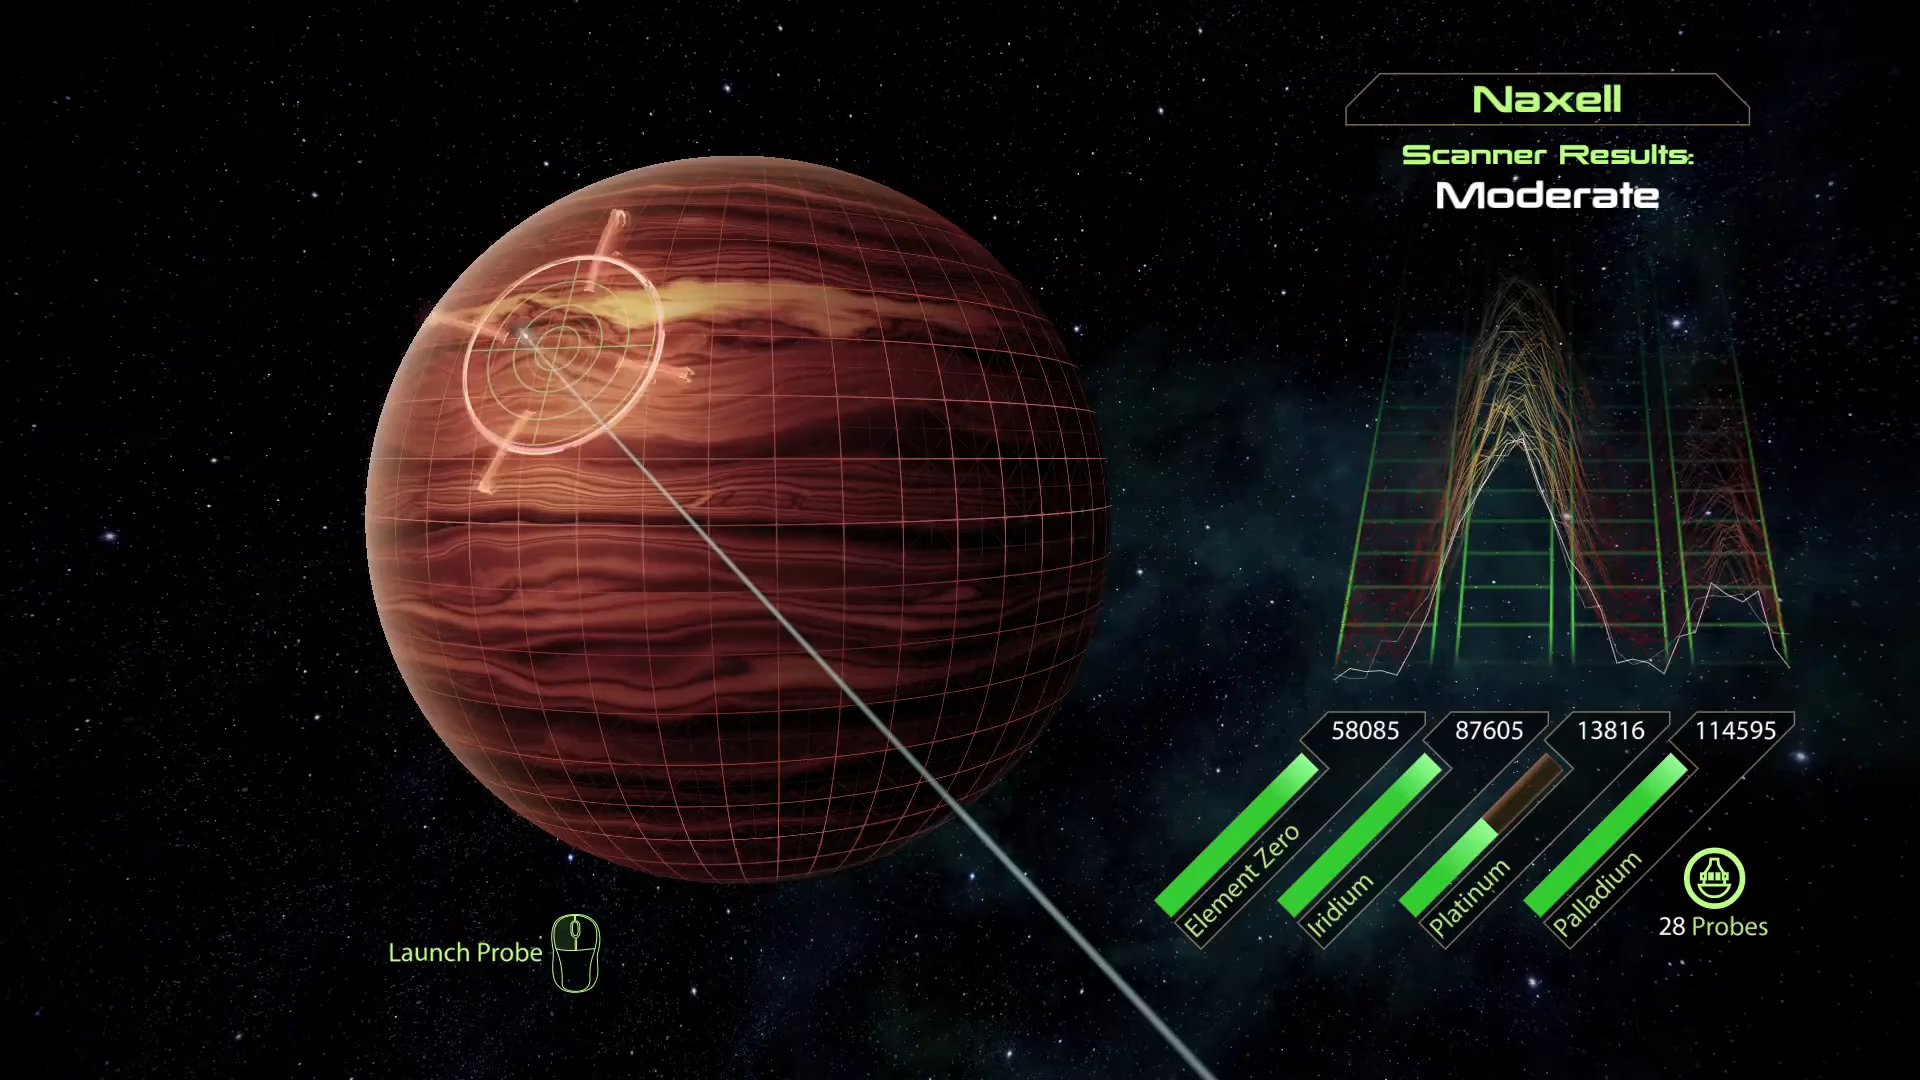 Naxell
Scanner Results:
Moderate
58085
87605
13816
114595
Element Zero
Iridium
Platinum
Palladium
28 Probes
Launch Probe